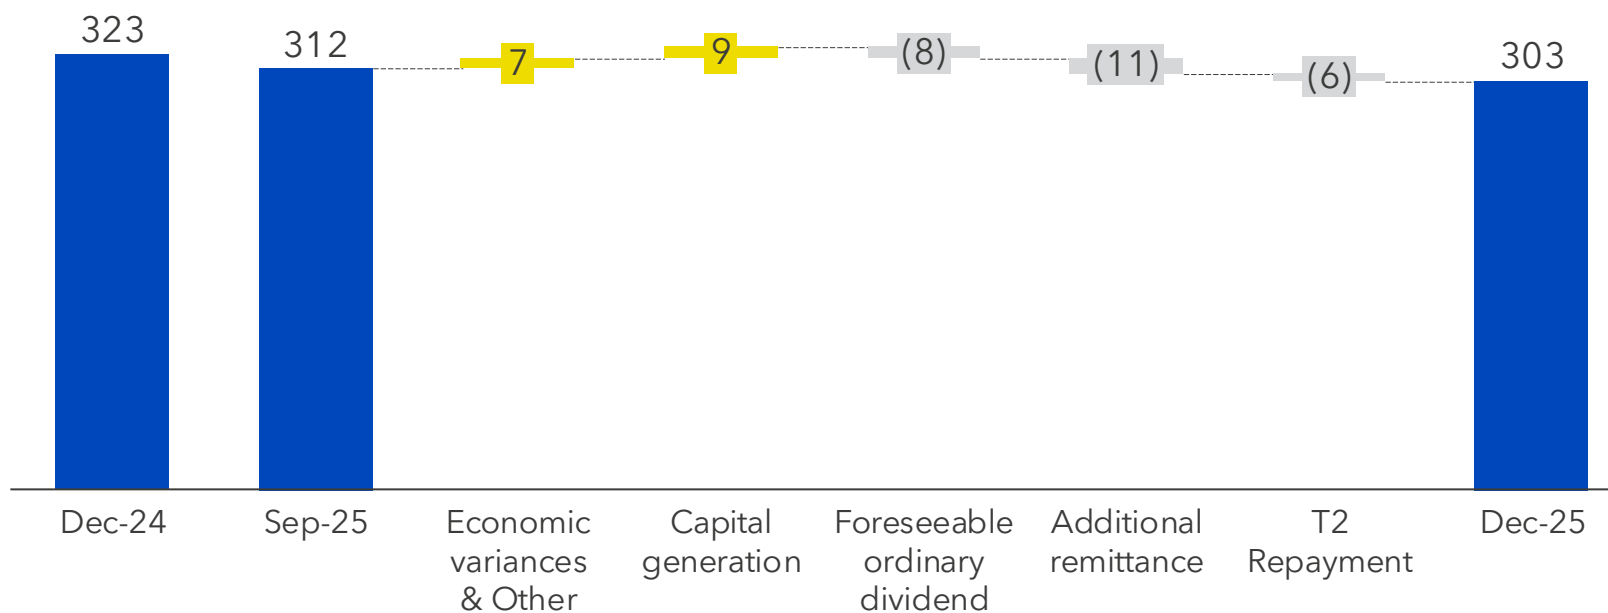 323
312
7
9
(8)
(11)
(6)
303
Dec-24
Sep-25
Economic
variances
& Other
Capital
generation
Foreseeable
ordinary
dividend
Additional
remittance
T2
Repayment
Dec-25